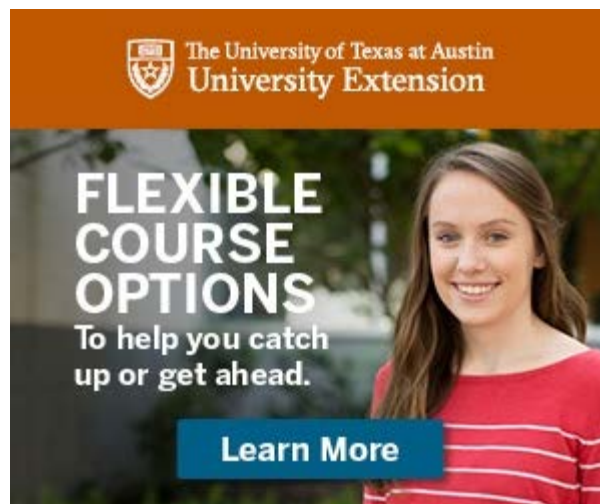 The University of Texas at Austin
University Extension
FLEXIBLE
COURSE
OPTIONS
To help you catch
up or get ahead.
Learn More